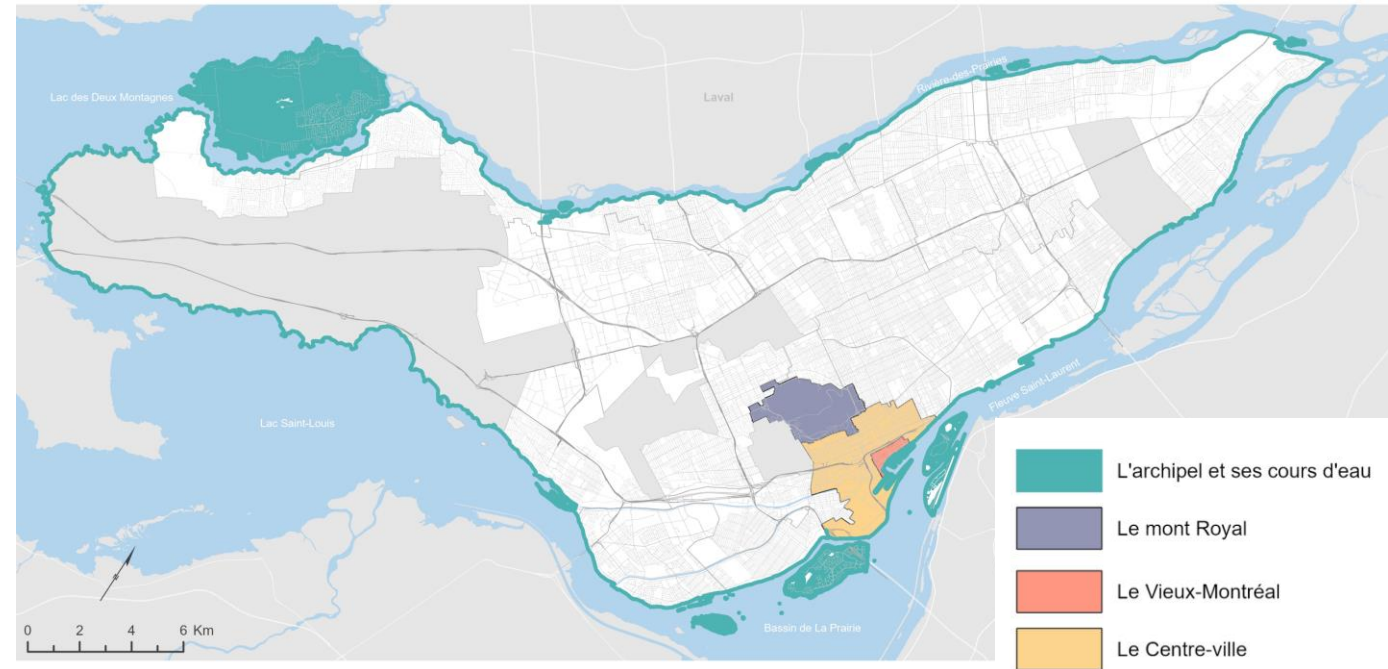 Lac des Deux Montagnes
Laval
Rivière-des-Prairies
Lac Saint-Louis
Fleuve Saint-Laurent
Bassin de La Prairie
0 2 4 6 Km
L'archipel et ses cours d'eau
Le mont Royal
Le Vieux-Montréal
Le Centre-ville